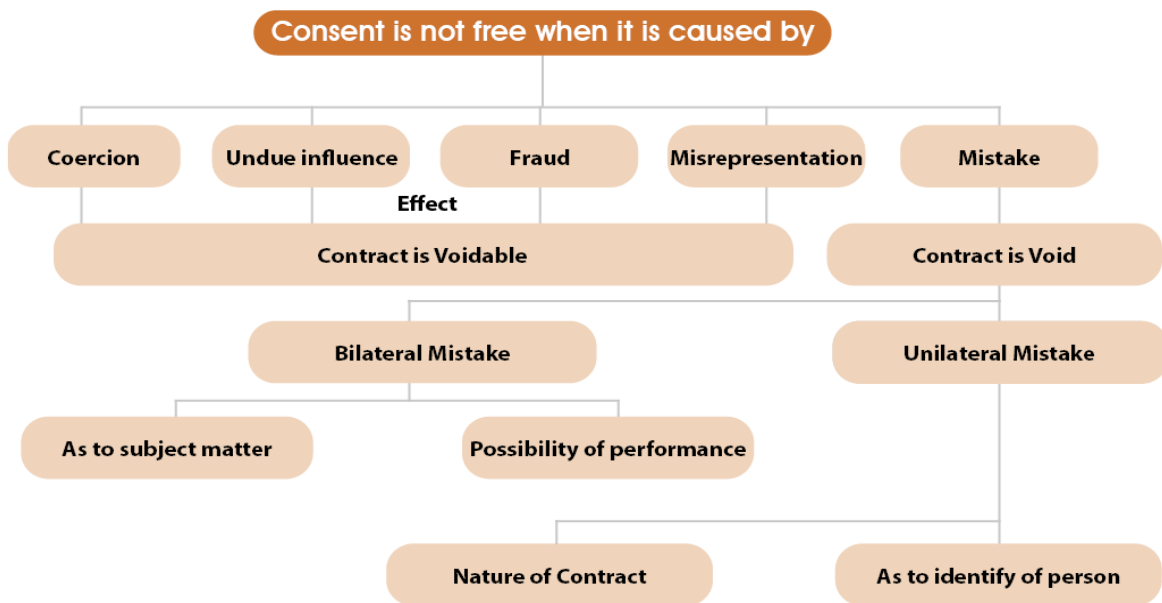 Consent is not free when it is caused by
Coercion
Undue influence
Fraud
Misrepresentation
Mistake
Effect
Contract is Voidable
Contract is Void
Bilateral Mistake
Unilateral Mistake
As to subject matter
Possibility of performance
Nature of Contract
As to identify of person